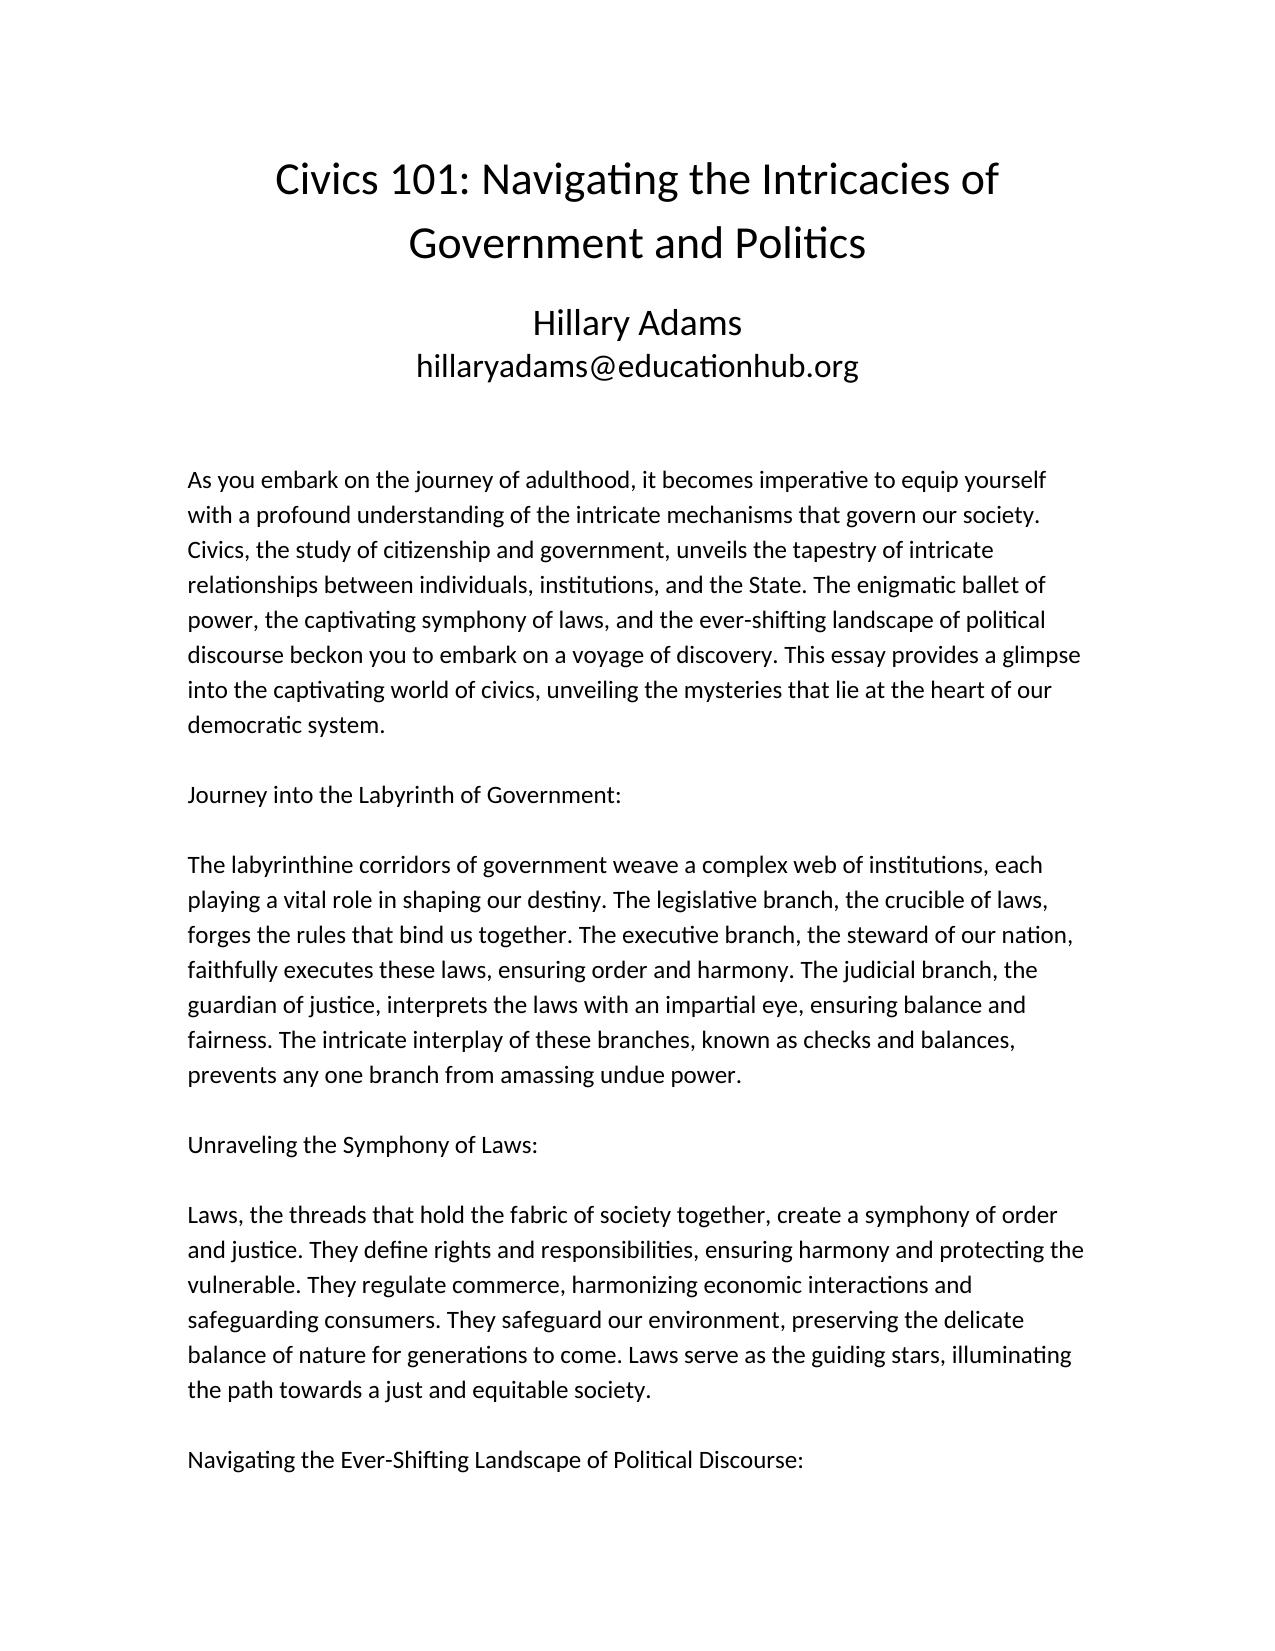 Civics 101: Navigating the Intricacies of
Government and Politics
Hillary Adams
hillaryadams@educationhub.org
As you embark on the journey of adulthood, it becomes imperative to equip yourself
with a profound understanding of the intricate mechanisms that govern our society.
Civics, the study of citizenship and government, unveils the tapestry of intricate
relationships between individuals, institutions, and the State. The enigmatic ballet of
power, the captivating symphony of laws, and the ever-shifting landscape of political
discourse beckon you to embark on a voyage of discovery. This essay provides a glimpse
into the captivating world of civics, unveiling the mysteries that lie at the heart of our
democratic system.
Journey into the Labyrinth of Government:
The labyrinthine corridors of government weave a complex web of institutions, each
playing a vital role in shaping our destiny. The legislative branch, the crucible of laws,
forges the rules that bind us together. The executive branch, the steward of our nation,
faithfully executes these laws, ensuring order and harmony. The judicial branch, the
guardian of justice, interprets the laws with an impartial eye, ensuring balance and
fairness. The intricate interplay of these branches, known as checks and balances,
prevents any one branch from amassing undue power.
Unraveling the Symphony of Laws:
Laws, the threads that hold the fabric of society together, create a symphony of order
and justice. They define rights and responsibilities, ensuring harmony and protecting the
vulnerable. They regulate commerce, harmonizing economic interactions and
safeguarding consumers. They safeguard our environment, preserving the delicate
balance of nature for generations to come. Laws serve as the guiding stars, illuminating
the path towards a just and equitable society.
Navigating the Ever-Shifting Landscape of Political Discourse: